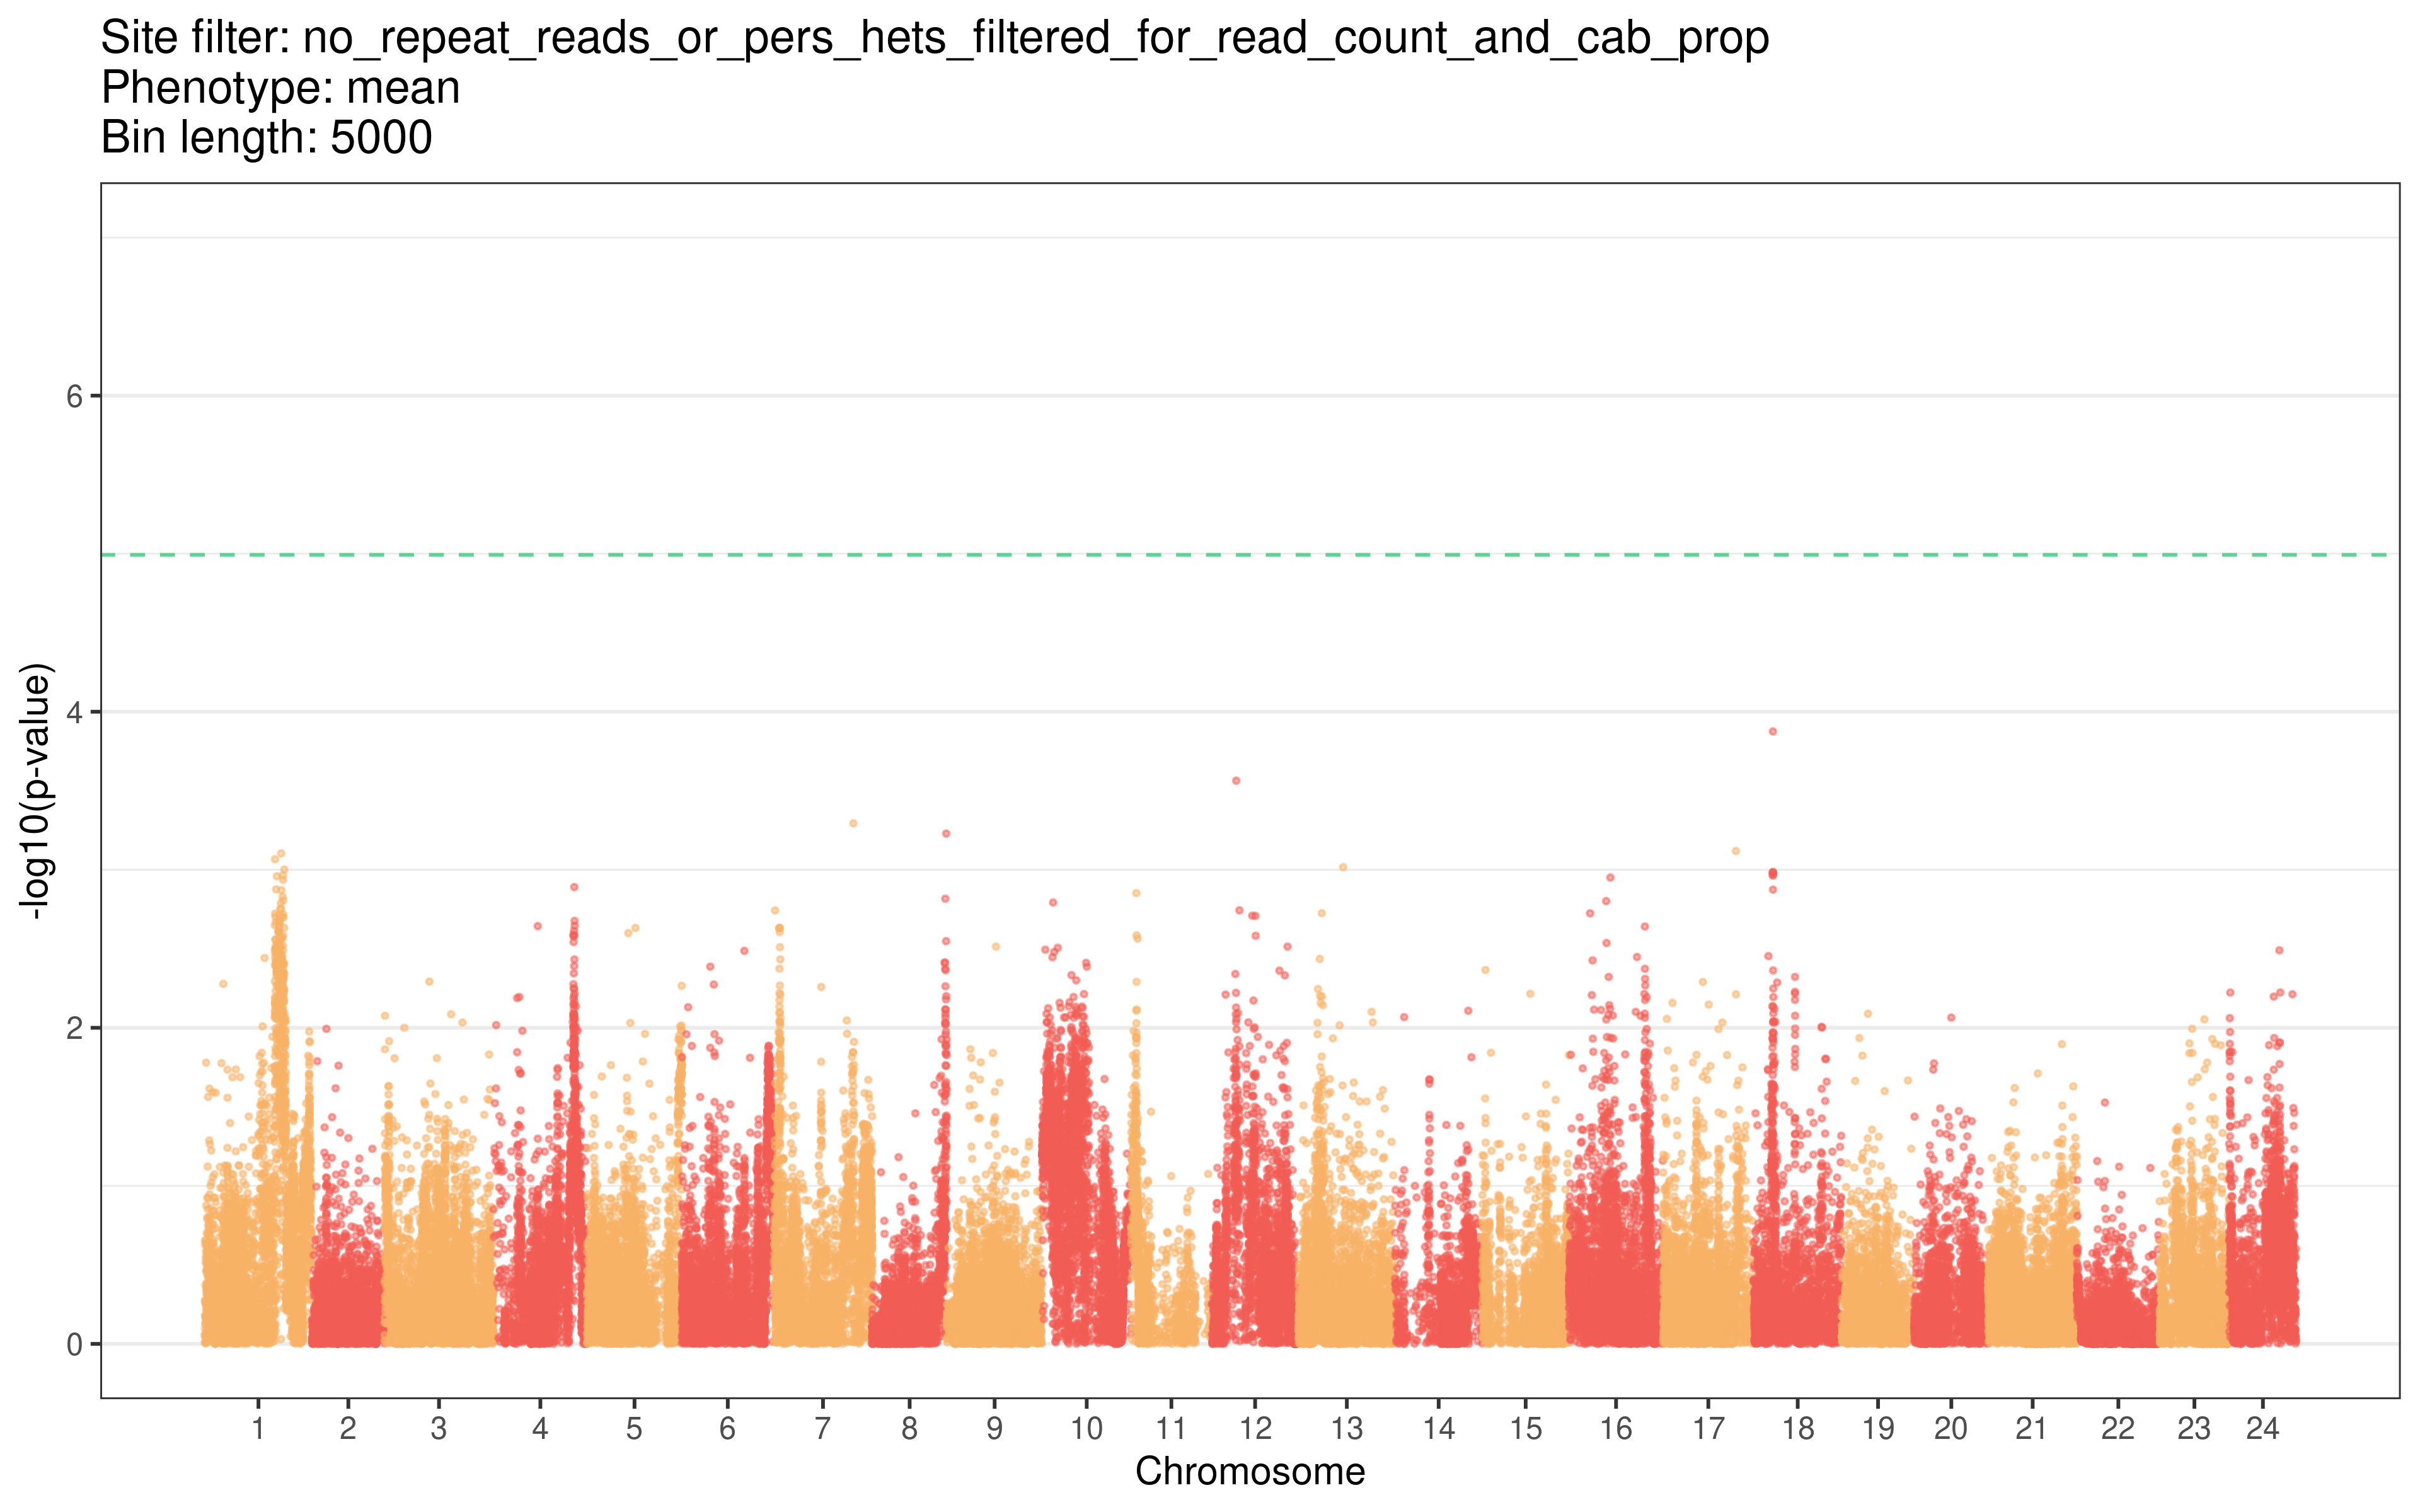 Site filter: no_repeat_reads_or_pers_hets_filtered_for_read_count_and_cab_prop
Phenotype: mean
Bin length: 5000
6
4
2
0
-log10(p-value)
1 2 3 4 5 6 7 8 9 10 11 12 13 14 15 16 17 18 19 20 21 22 23 24
Chromosome